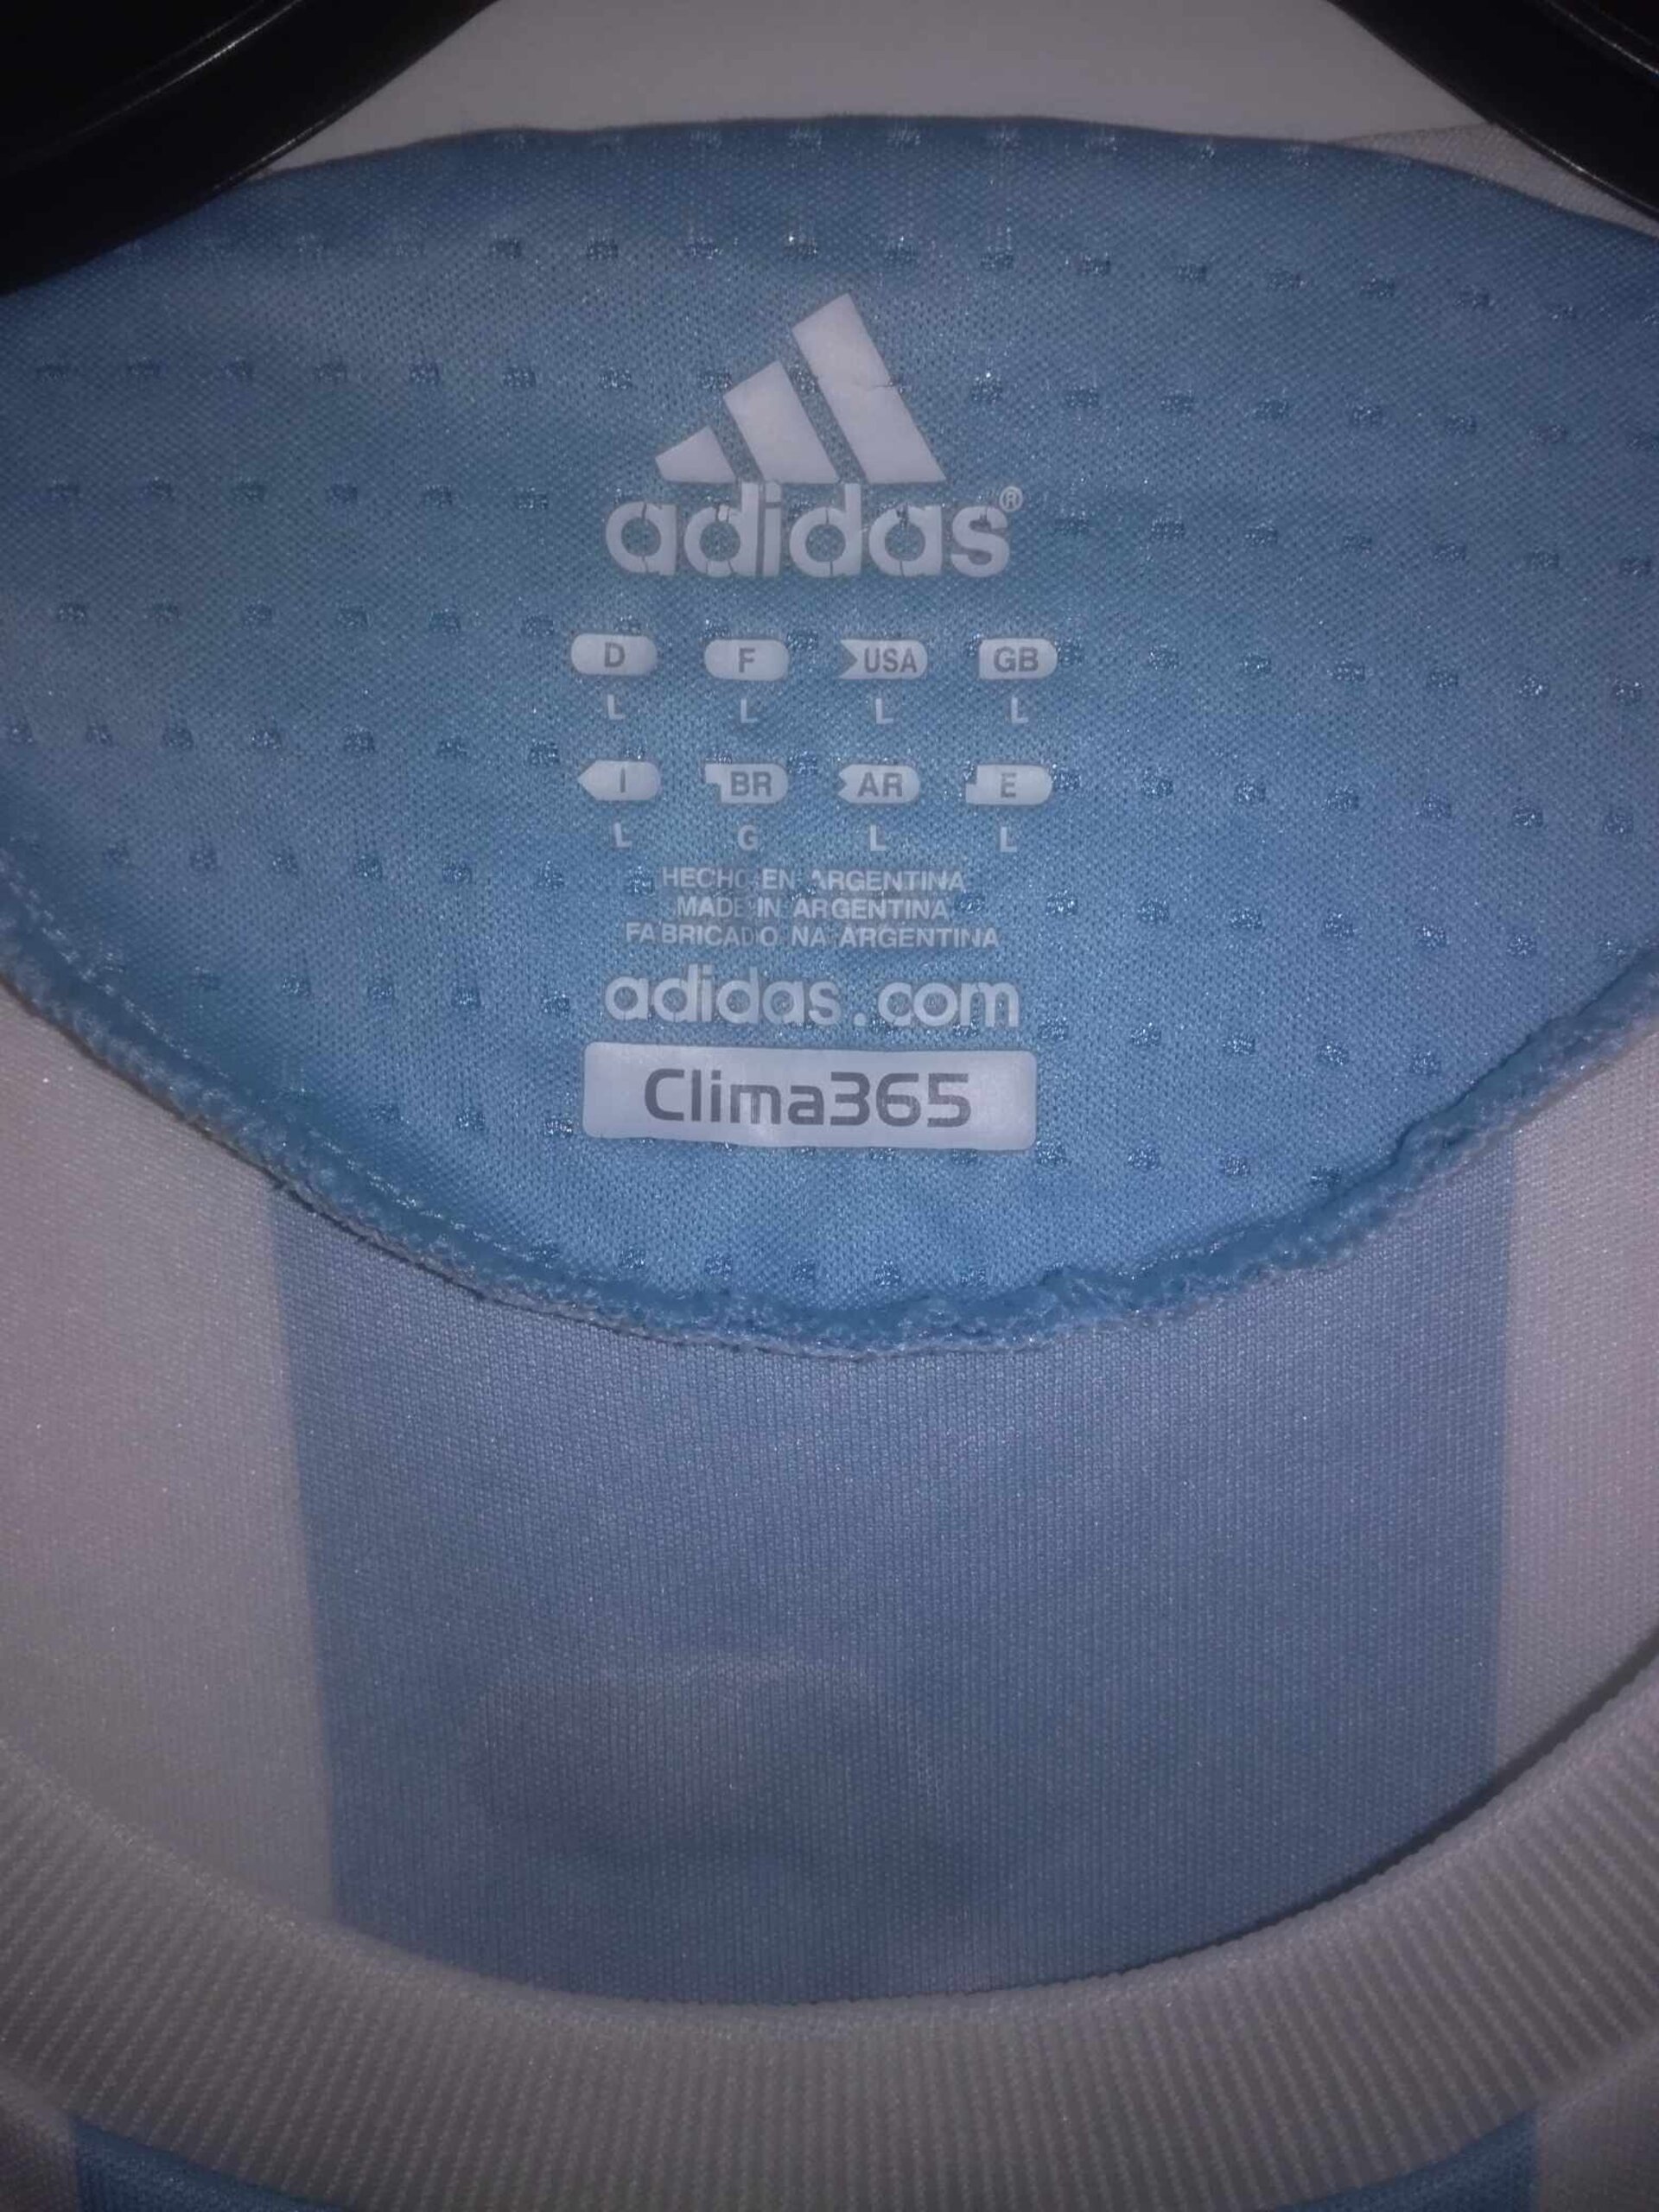 adidas®
D F USA GB
L L L L
I BR AR E
L G L L
HECHO EN ARGENTINA
MADE IN ARGENTINA
FABRICADO NA ARGENTINA
adidas.com
Clima365